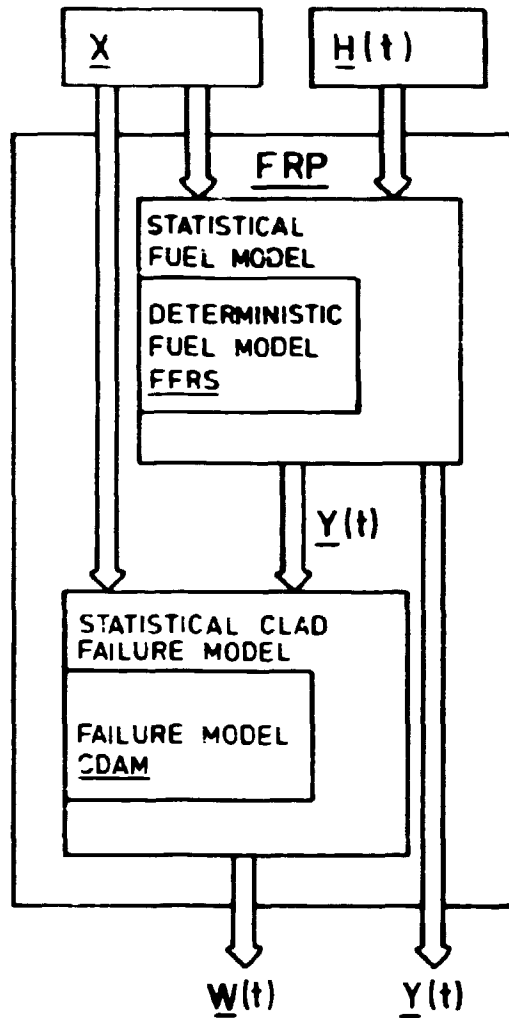 X
H(t)
FRP
STATISTICAL
FUEL MODEL
DETERMINISTIC
FUEL MODEL
FFRS
Y(t)
STATISTICAL CLAD
FAILURE MODEL
FAILURE MODEL
CDAM
W(t)
Y(t)